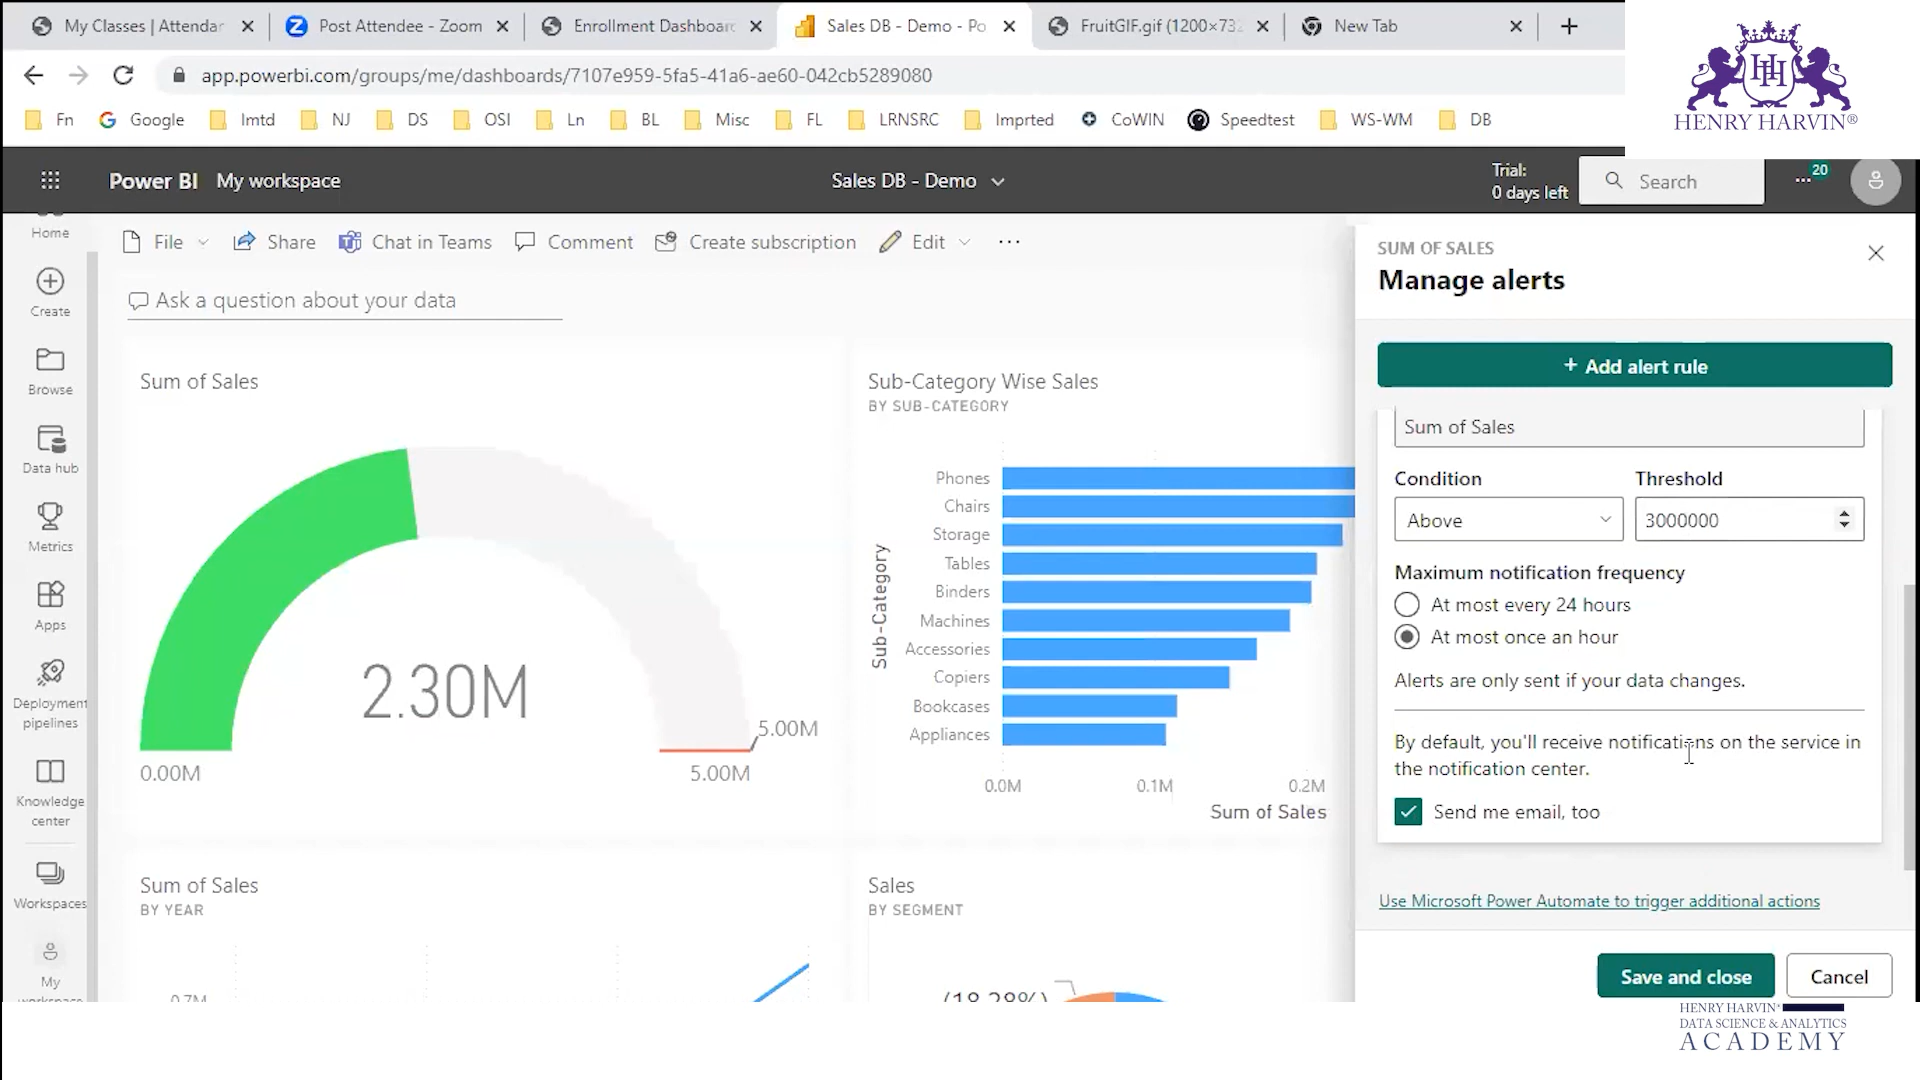 My Classes | Attendar
Post Attendee - Zoom
Enrollment Dashboar
Sales DB - Demo - Po
FruitGIF.gif (1200×73
New Tab
app.powerbi.com/groups/me/dashboards/7107e959-5fa5-41a6-ae60-042cb5289080
Fn Google Imtd NJ DS OSI Ln BL Misc FL LRNSRC Imprted CoWIN Speedtest WS-WM DB
HENRY HARVIN®
Power BI My workspace
Sales DB - Demo
Trial:
0 days left
Search
20
Home
Create
Browse
Data hub
Metrics
Apps
Deployment
pipelines
Knowledge
center
Workspaces
My
workspace
File Share Chat in Teams Comment Create subscription Edit
Ask a question about your data
Sum of Sales
2.30M
5.00M
0.00M
5.00M
Sub-Category Wise Sales
BY SUB-CATEGORY
Sub-Category
Phones
Chairs
Storage
Tables
Binders
Machines
Accessories
Copiers
Bookcases
Appliances
0.0M 0.1M 0.2M
Sum of Sales
Sum of Sales
BY YEAR
0.7M
Sales
BY SEGMENT
(18.28%)
SUM OF SALES
Manage alerts
+ Add alert rule
Sum of Sales
Condition Threshold
Above 3000000
Maximum notification frequency
At most every 24 hours
At most once an hour
Alerts are only sent if your data changes.
By default, you'll receive notifications on the service in
the notification center.
Send me email, too
Use Microsoft Power Automate to trigger additional actions
Save and close Cancel
HENRY HARVIN®
DATA SCIENCE & ANALYTICS
ACADEMY